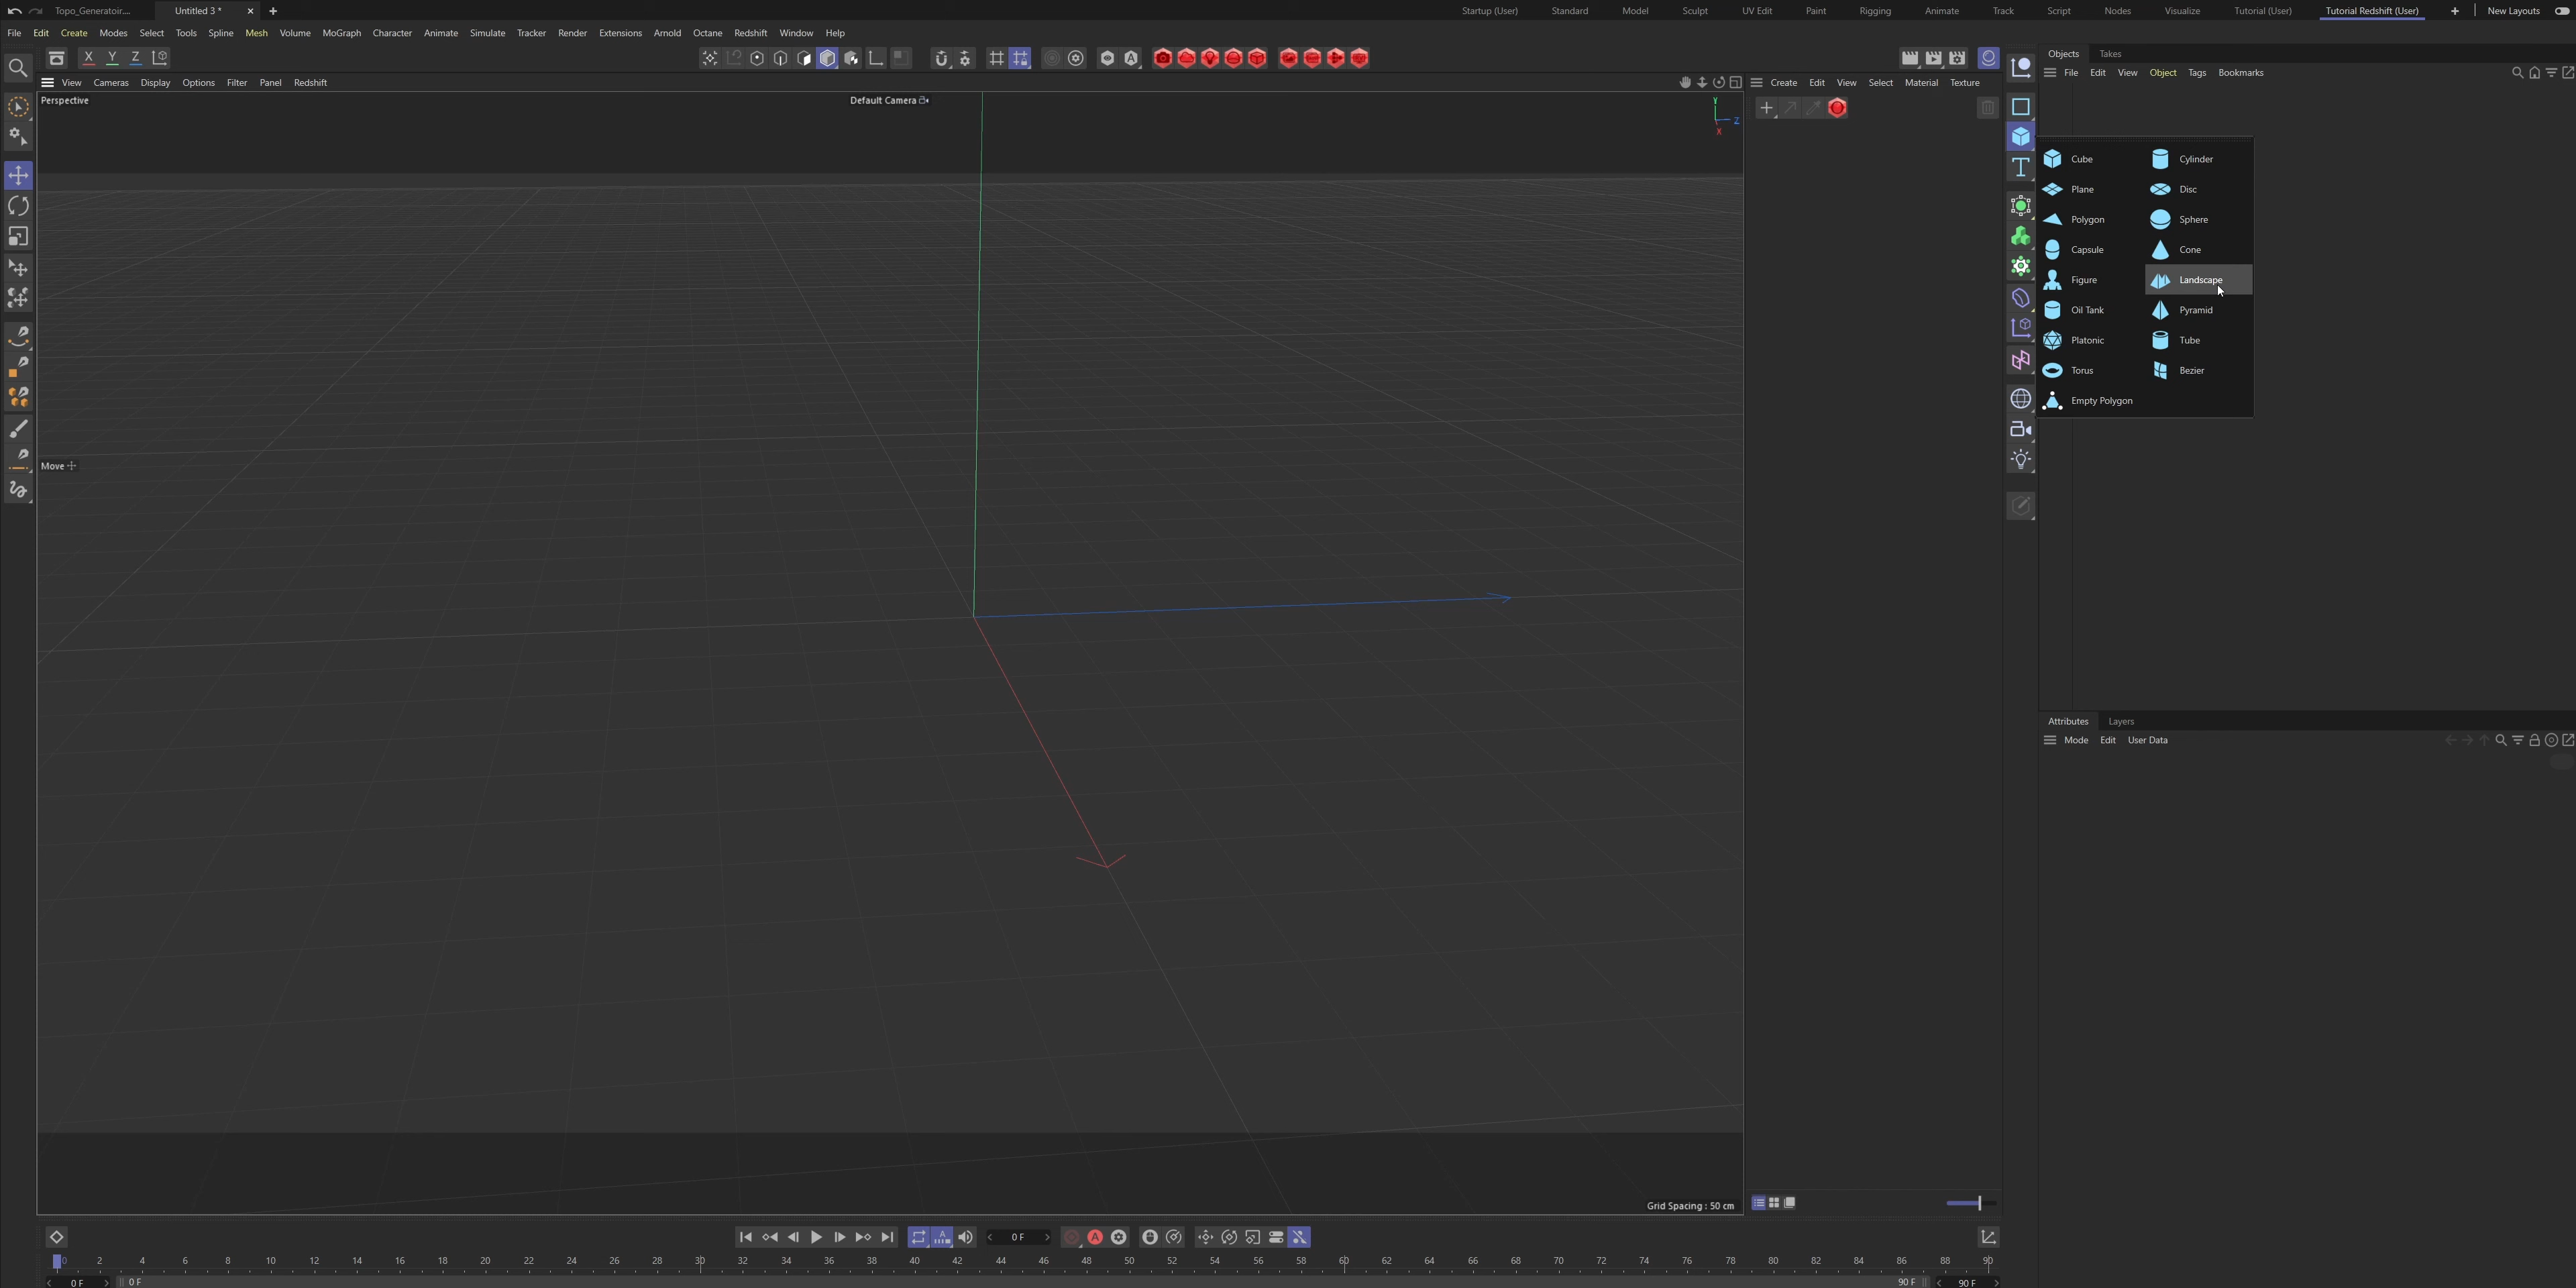 Topo_Generatoir.... Untitled 3 * Startup (User) Standard Model Sculpt UV Edit Paint Rigging Animate Track Script Nodes Visualize Tutorial (User) Tutorial Redshift (User) New Layouts
File Edit Create Modes Select Tools Spline Mesh Volume MoGraph Character Animate Simulate Tracker Render Extensions Arnold Octane Redshift Window Help
X Y Z
Objects Takes
File Edit View Object Tags Bookmarks
View Cameras Display Options Filter Panel Redshift
Create Edit View Select Material Texture
Perspective Default Camera
Y
Z
X
Cube Cylinder
Plane Disc
Polygon Sphere
Capsule Cone
Figure Landscape
Oil Tank Pyramid
Platonic Tube
Torus Bezier
Empty Polygon
Move
Attributes Layers
Mode Edit User Data
Grid Spacing : 50 cm
0 F
0 2 4 6 8 10 12 14 16 18 20 22 24 26 28 30 32 34 36 38 40 42 44 46 48 50 52 54 56 58 60 62 64 66 68 70 72 74 76 78 80 82 84 86 88 90
0 F 0 F 90 F 90 F